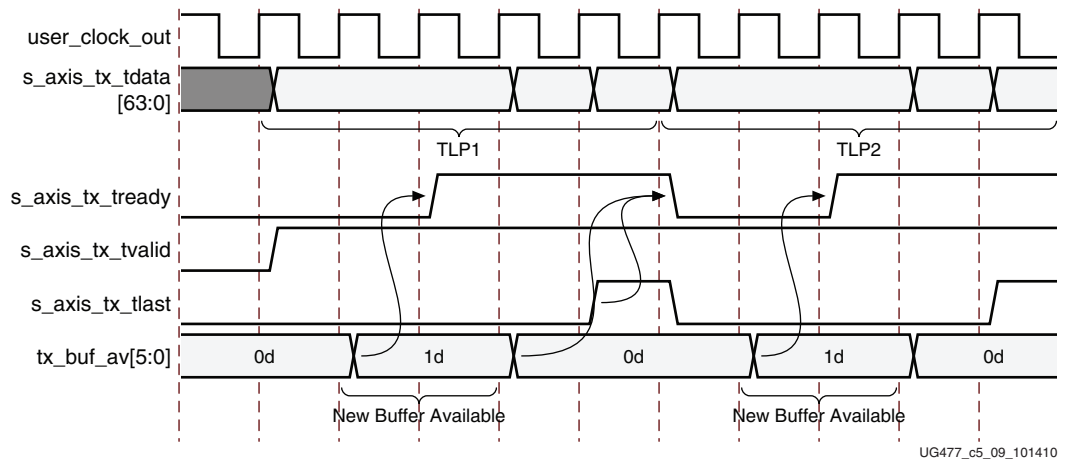 user_clock_out
s_axis_tx_tdata
[63:0]
TLP1
TLP2
s_axis_tx_tready
s_axis_tx_tvalid
s_axis_tx_tlast
tx_buf_av[5:0]
0d
1d
0d
1d
0d
New Buffer Available
New Buffer Available
UG477_c5_09_101410